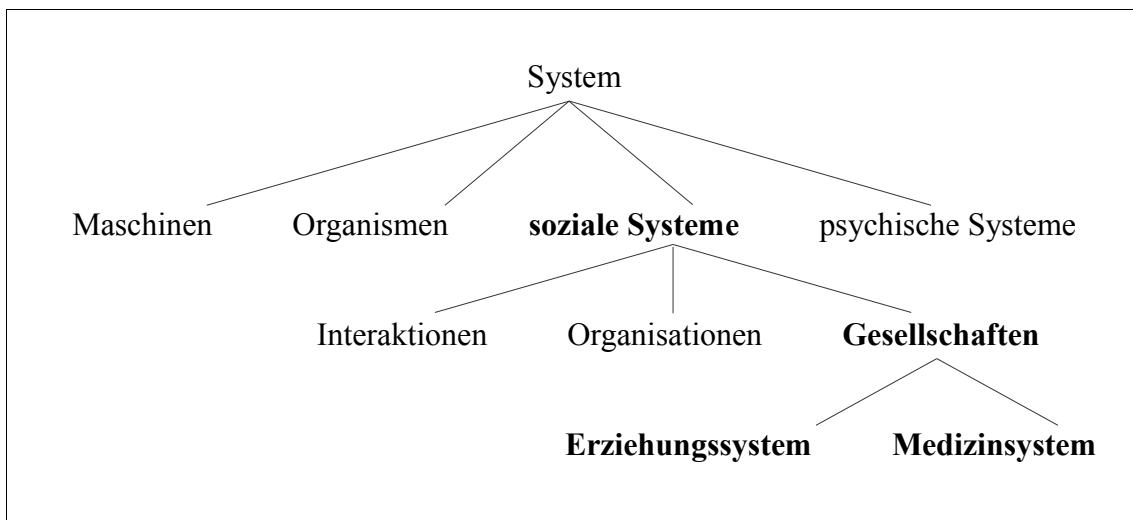 System
Maschinen Organismen soziale Systeme psychische Systeme
Interaktionen Organisationen Gesellschaften
Erziehungssystem Medizinsystem